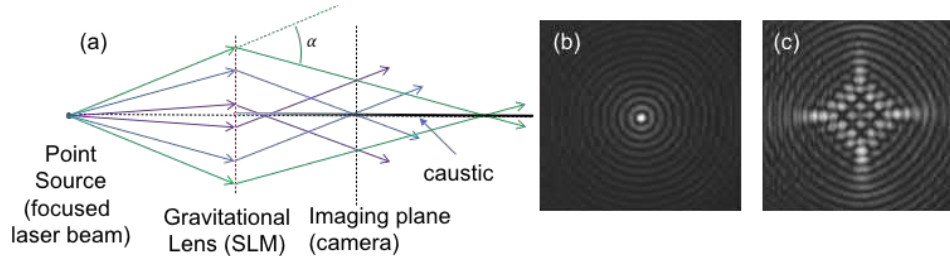 (a)
α
(b)
(c)
Point
Source
(focused
laser beam)
Gravitational
Lens (SLM)
Imaging plane
(camera)
caustic